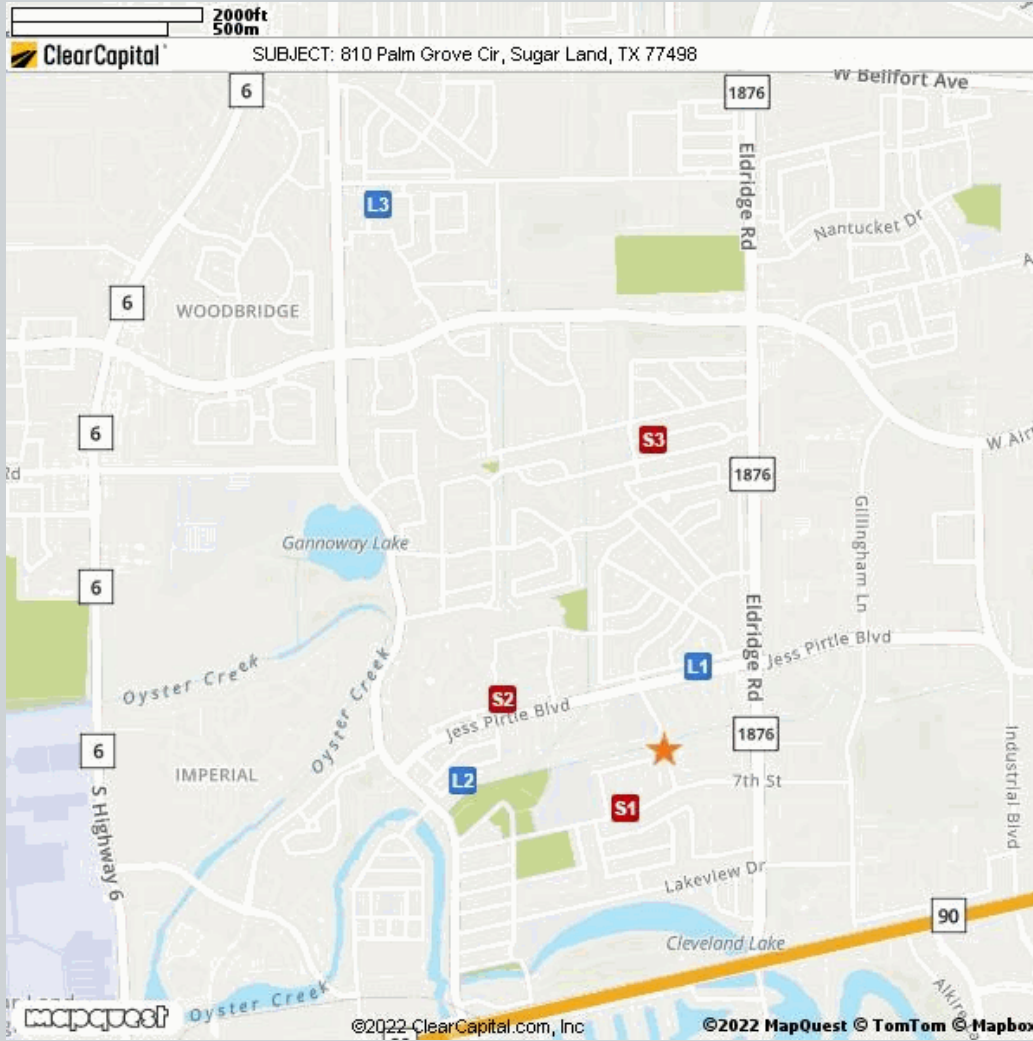 2000ft
500m
ClearCapital
SUBJECT: 810 Palm Grove Cir, Sugar Land, TX 77498
W Bellfort Ave
6
1876
Eldridge Rd
L3
Nantucket Dr
6
WOODBRIDGE
S3
6
W
1876
Gillingham Ln
Gannoway Lake
6
Eldridge Rd
Jess Pirtle Blvd
L1
Oyster Creek
Oyster Creek
S2
Jess Pirtle Blvd
1876
6
IMPERIAL
L2
7th St
Industrial Blvd
S1
S Highway 6
Lakeview Dr
90
Cleveland Lake
Oyster Creek
mapquest
©2022 ClearCapital.com, Inc
©2022 MapQuest © TomTom © Mapbox